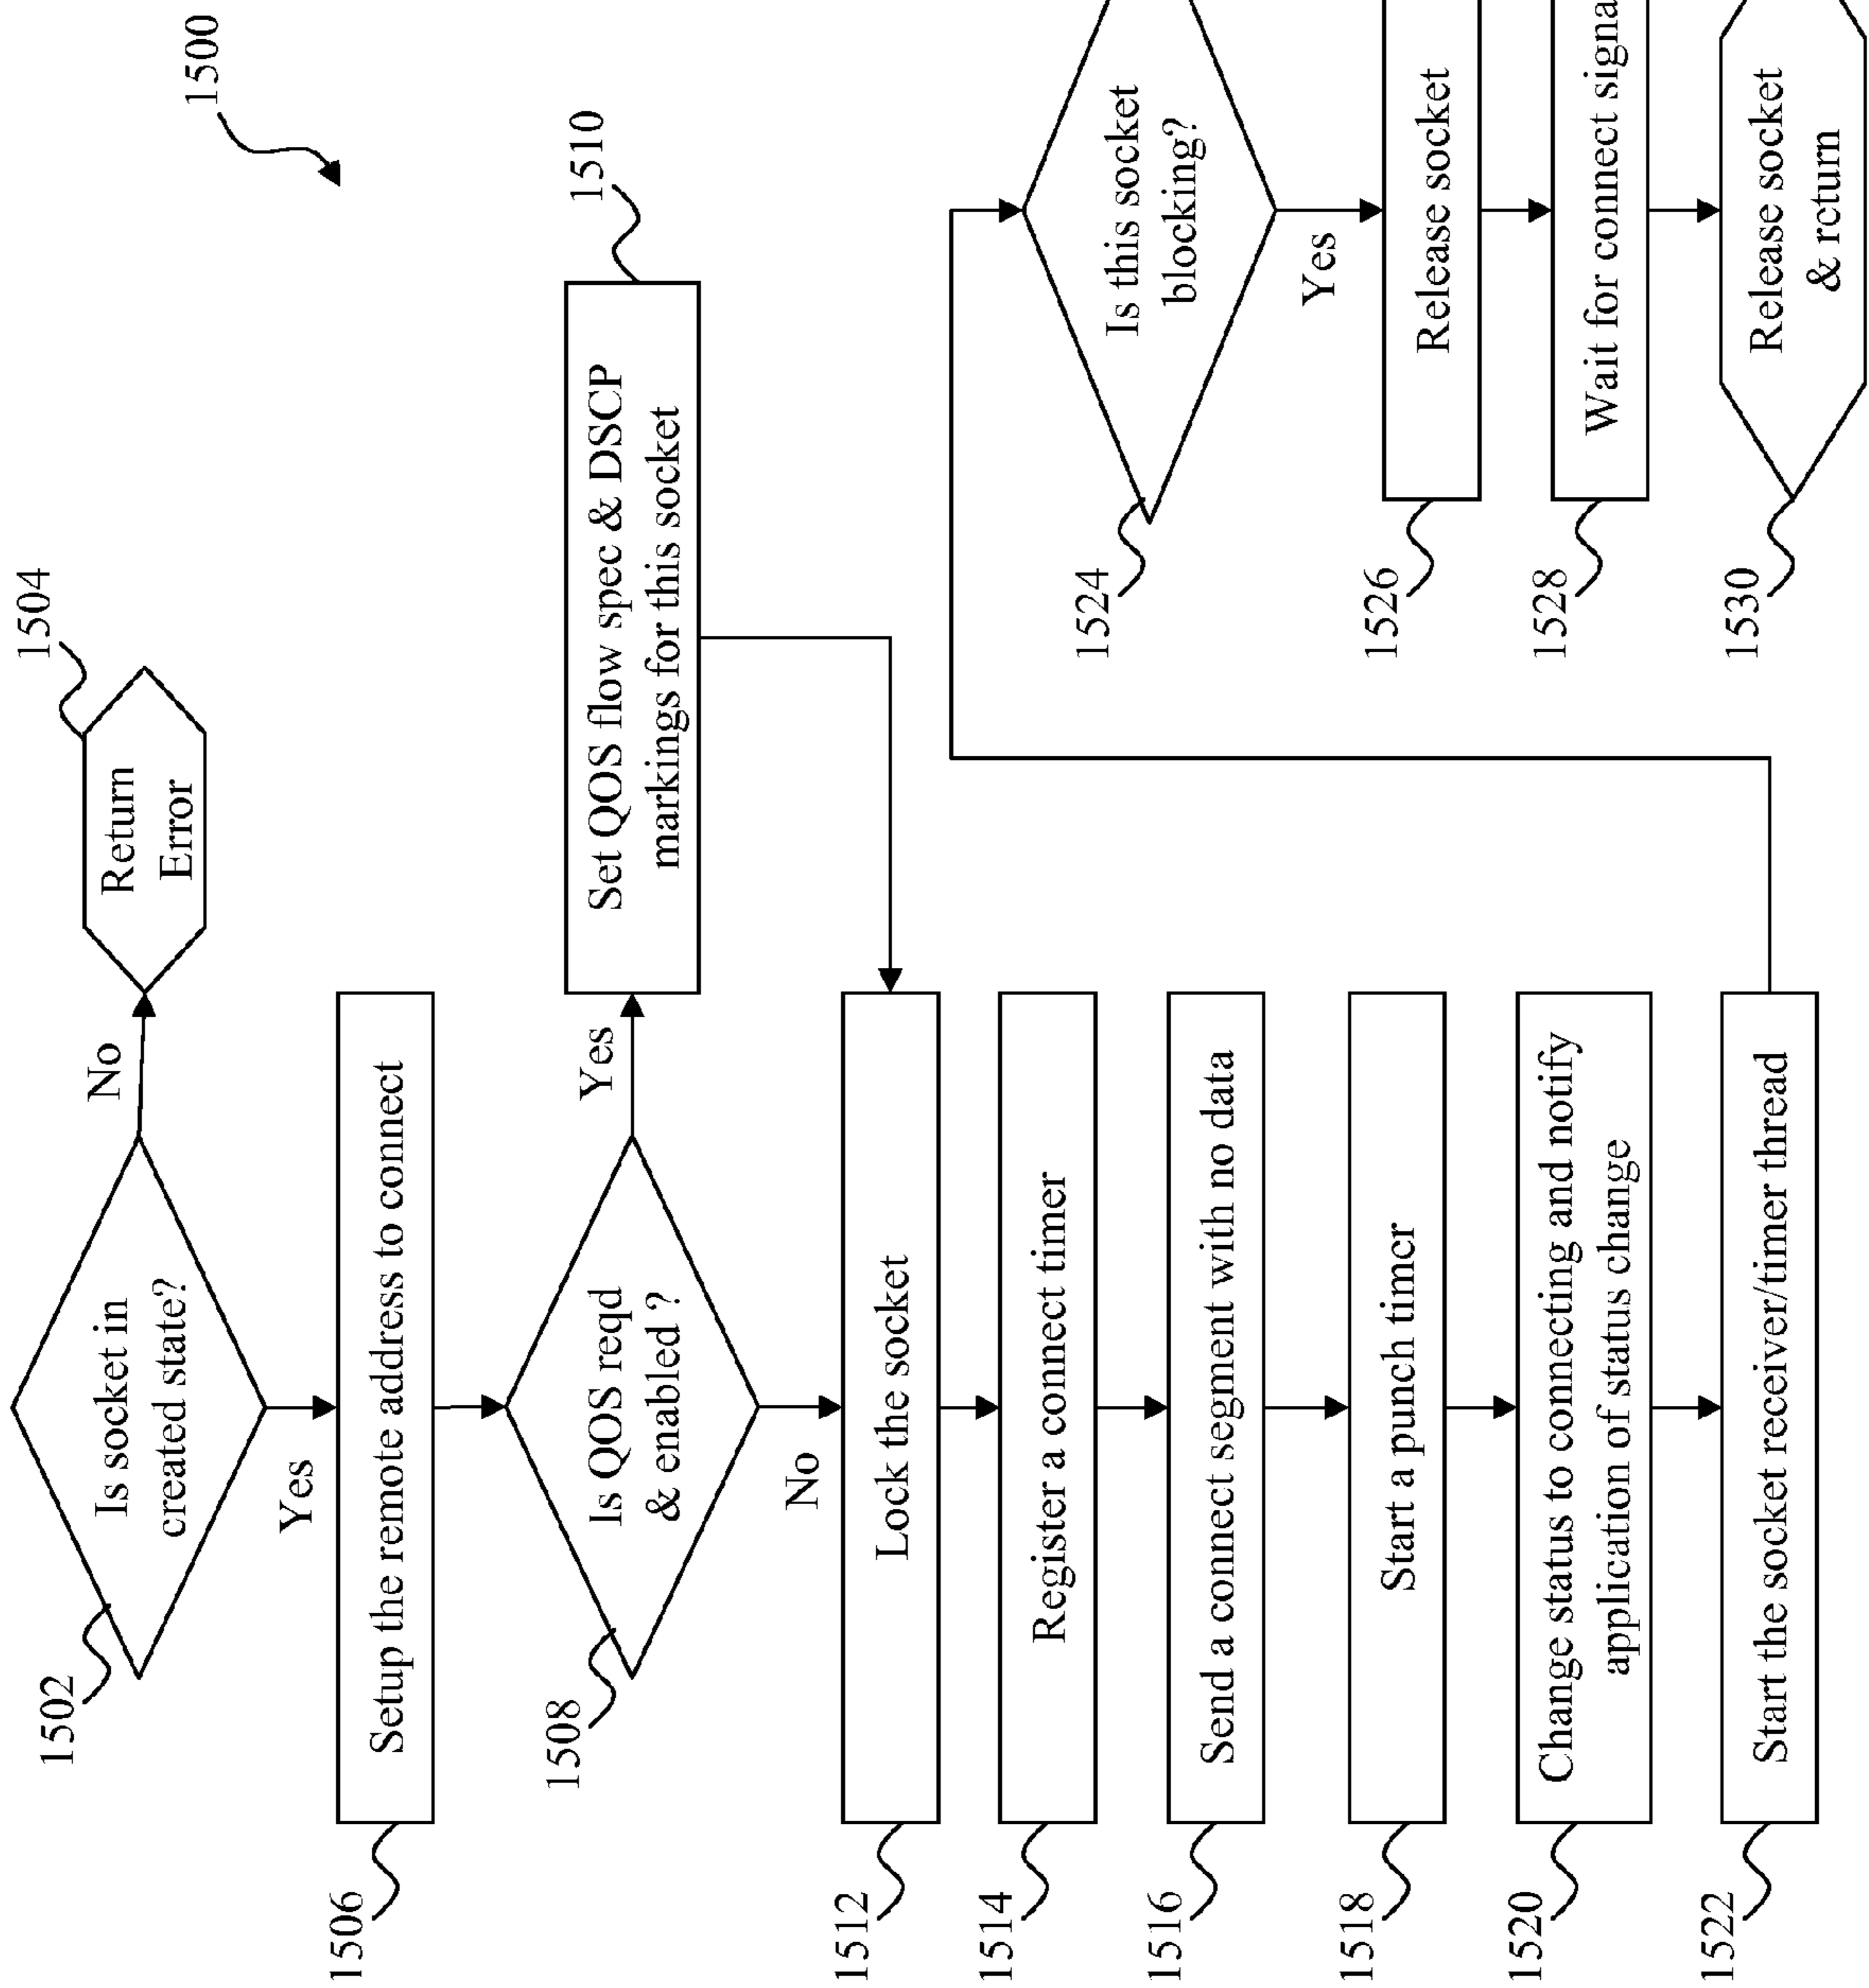 1500
1502
Is socket in
created state?
No
1504
Return
Error
Yes
1506
Setup the remote address to connect
1508
Is QOS reqd
& enabled ?
Yes
1510
Set QOS flow spec & DSCP
markings for this socket
No
1512
Lock the socket
1514
Register a connect timer
1516
Send a connect segment with no data
1518
Start a punch timer
1520
Change status to connecting and notify
application of status change
1522
Start the socket receiver/timer thread
1524
Is this socket
blocking?
Yes
1526
Release socket
1528
Wait for connect signa
1530
Release socket
& return